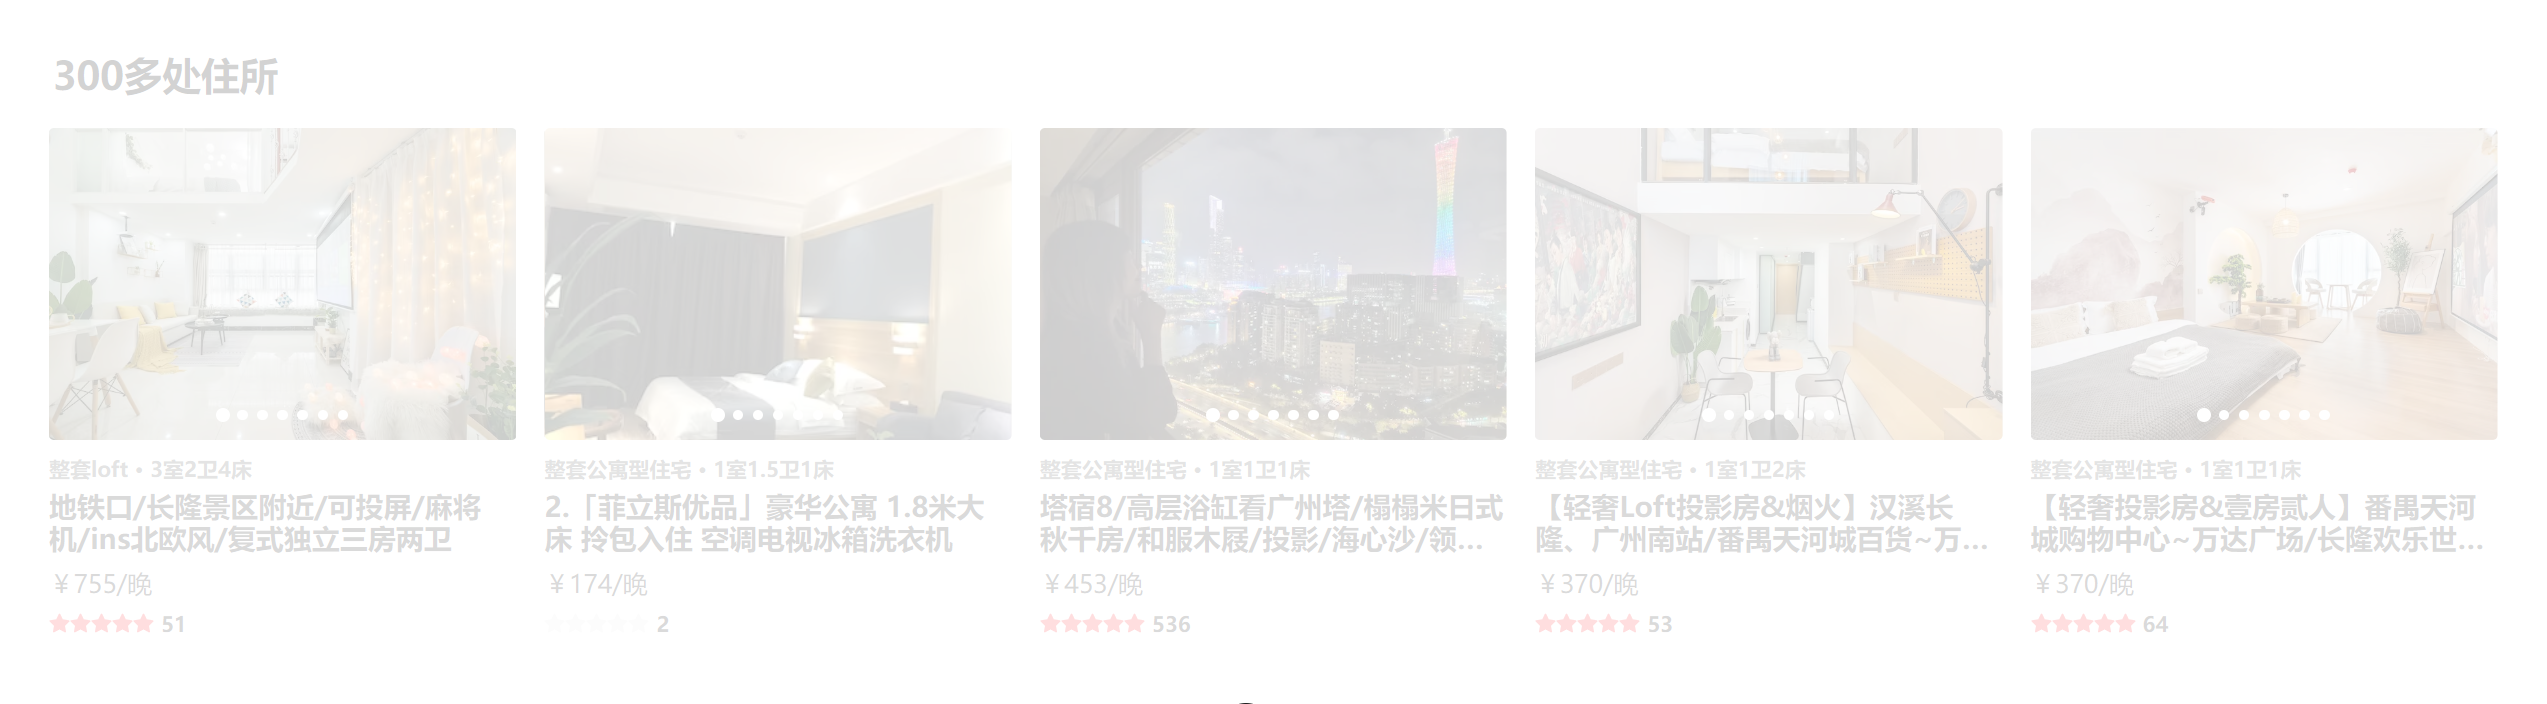 300多处住所
整套loft · 3室2卫4床
地铁口/长隆景区附近/可投屏/麻将
机/ins北欧风/复式独立三房两卫
￥755/晚
51
整套公寓型住宅 · 1室1.5卫1床
2.「菲立斯优品」豪华公寓 1.8米大
床 拎包入住 空调电视冰箱洗衣机
￥174/晚
2
整套公寓型住宅 · 1室1卫1床
塔宿8/高层浴缸看广州塔/榻榻米日式
秋千房/和服木屐/投影/海心沙/领...
￥453/晚
536
整套公寓型住宅 · 1室1卫2床
【轻奢Loft投影房&烟火】汉溪长
隆、广州南站/番禺天河城百货~万...
￥370/晚
53
整套公寓型住宅 · 1室1卫1床
【轻奢投影房&壹房贰人】番禺天河
城购物中心~万达广场/长隆欢乐世...
￥370/晚
64